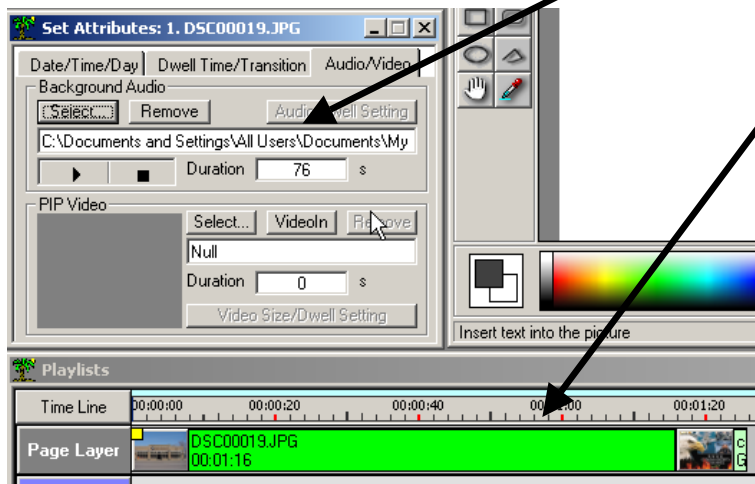 Set Attributes: 1. DSC00019.JPG
Date/Time/Day Dwell Time/Transition Audio/Video
Background Audio
Select... Remove Audio Dwell Setting
C:\Documents and Settings\All Users\Documents\My
Duration 76 s
PIP Video
Select... VideoIn Remove
Null
Duration 0 s
Video Size/Dwell Setting
Insert text into the picture
Playlists
Time Line 00:00:00 00:00:20 00:00:40 00:01:00 00:01:20
Page Layer DSC00019.JPG
00:01:16
c
G